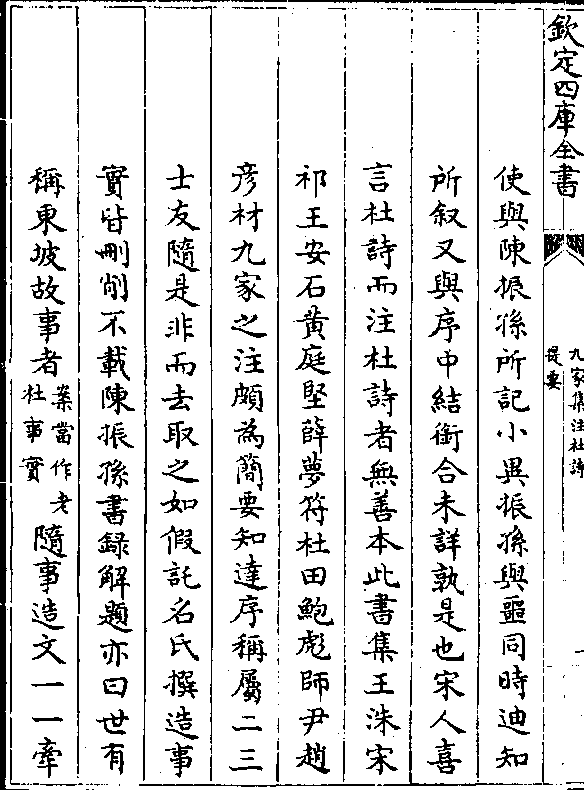 欽定四庫全書
九家集注杜詩
提要
使與陳振孫所記小異振孫與噩同時迪知
所叙又與序中結銜合未詳孰是也宋人喜
言杜詩而注杜詩者無善本此書集王洙宋
祁王安石黄庭堅薛夢符杜田鮑彪師尹趙
彦材九家之注頗為簡要知達序稱屬二三
士友隨是非而去取之如假託名氏撰造事
實皆刪削不載陳振孫書録解題亦曰世有
稱東坡故事者案當作老杜事實隨事造文一一牽